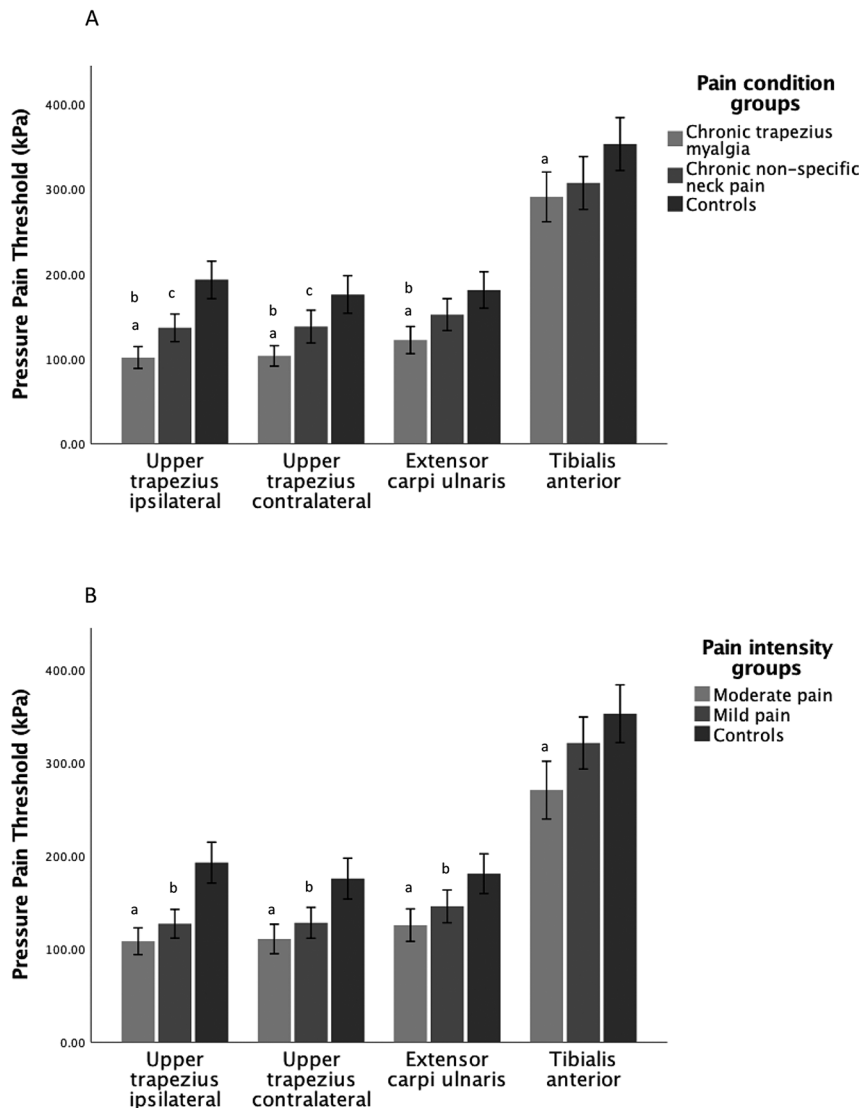 A
Pressure Pain Threshold (kPa)
400.00
300.00
200.00
100.00
0.00
b
a
c
b
a
c
b
a
a
Upper
trapezius
ipsilateral
Upper
trapezius
contralateral
Extensor
carpi ulnaris
Tibialis
anterior
Pain condition
groups
Chronic trapezius
myalgia
Chronic non-specific
neck pain
Controls
B
Pressure Pain Threshold (kPa)
400.00
300.00
200.00
100.00
0.00
a
b
a
b
a
b
a
Upper
trapezius
ipsilateral
Upper
trapezius
contralateral
Extensor
carpi ulnaris
Tibialis
anterior
Pain intensity
groups
Moderate pain
Mild pain
Controls